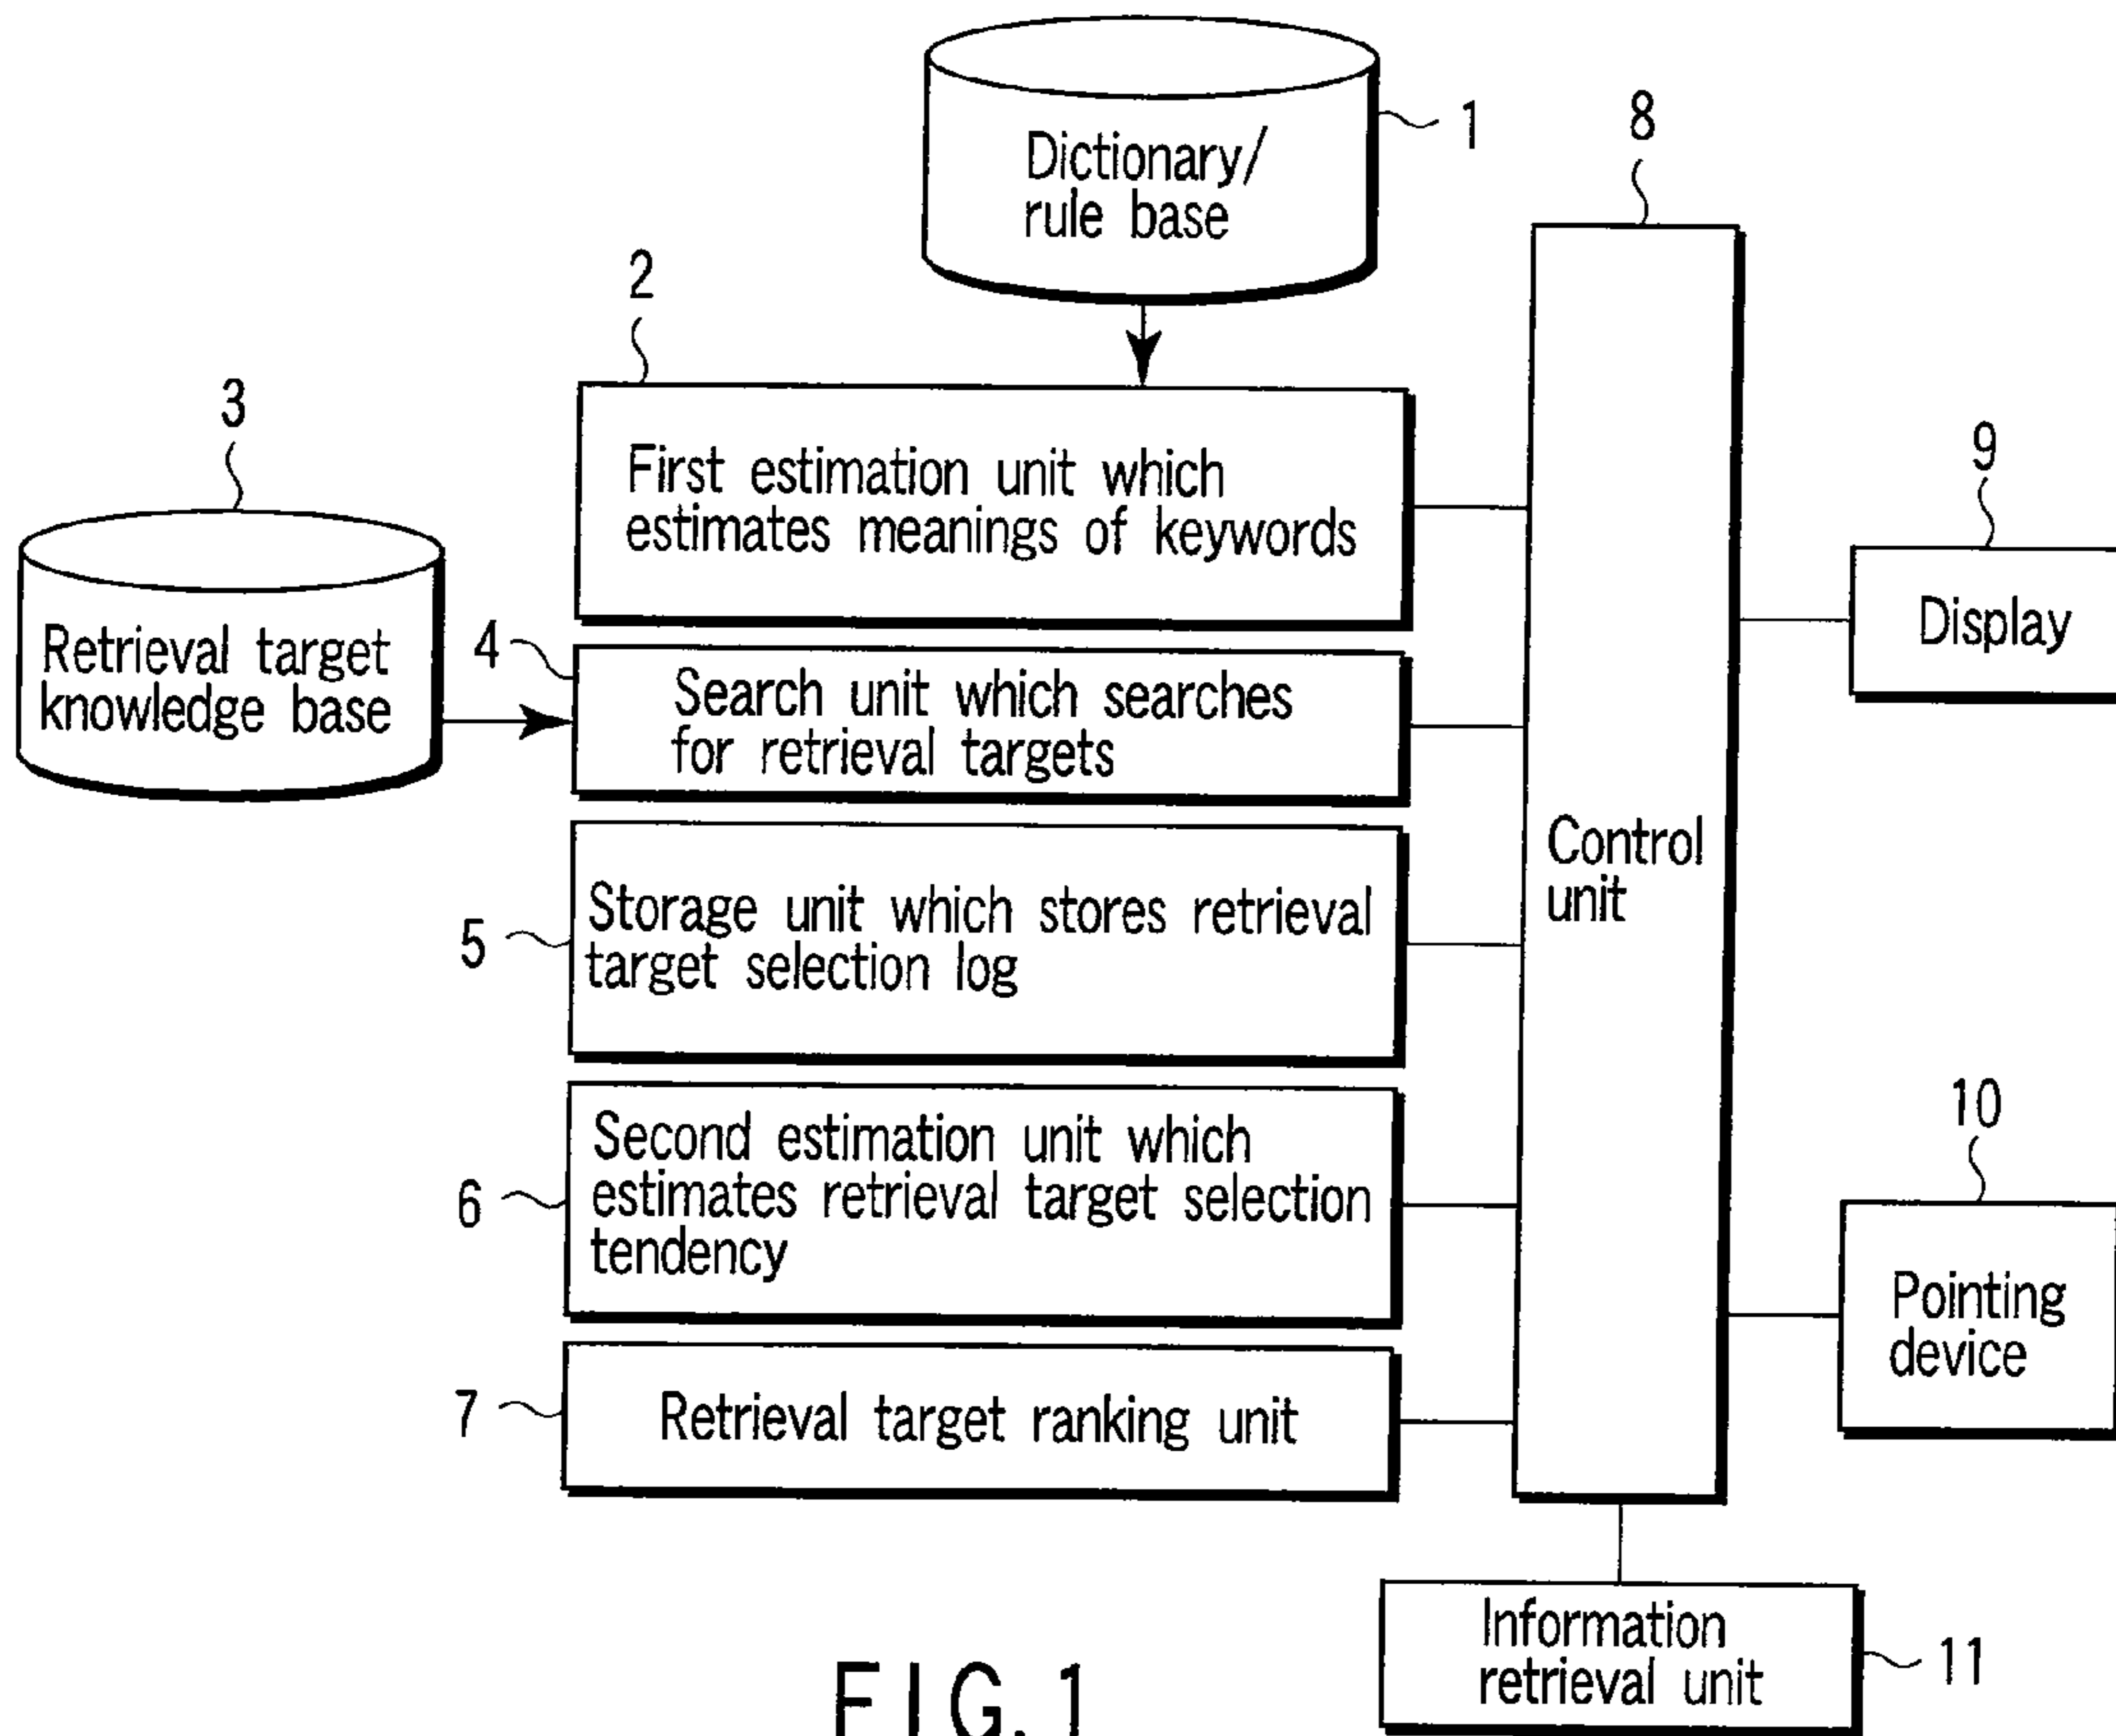 1
Dictionary/
rule base
8
2
First estimation unit which
estimates meanings of keywords
3
Retrieval target
knowledge base
9
Display
4
Search unit which searches
for retrieval targets
Control
unit
5
Storage unit which stores retrieval
target selection log
6
Second estimation unit which
estimates retrieval target selection
tendency
10
Pointing
device
7
Retrieval target ranking unit
Information
retrieval unit
11
FIG. 1